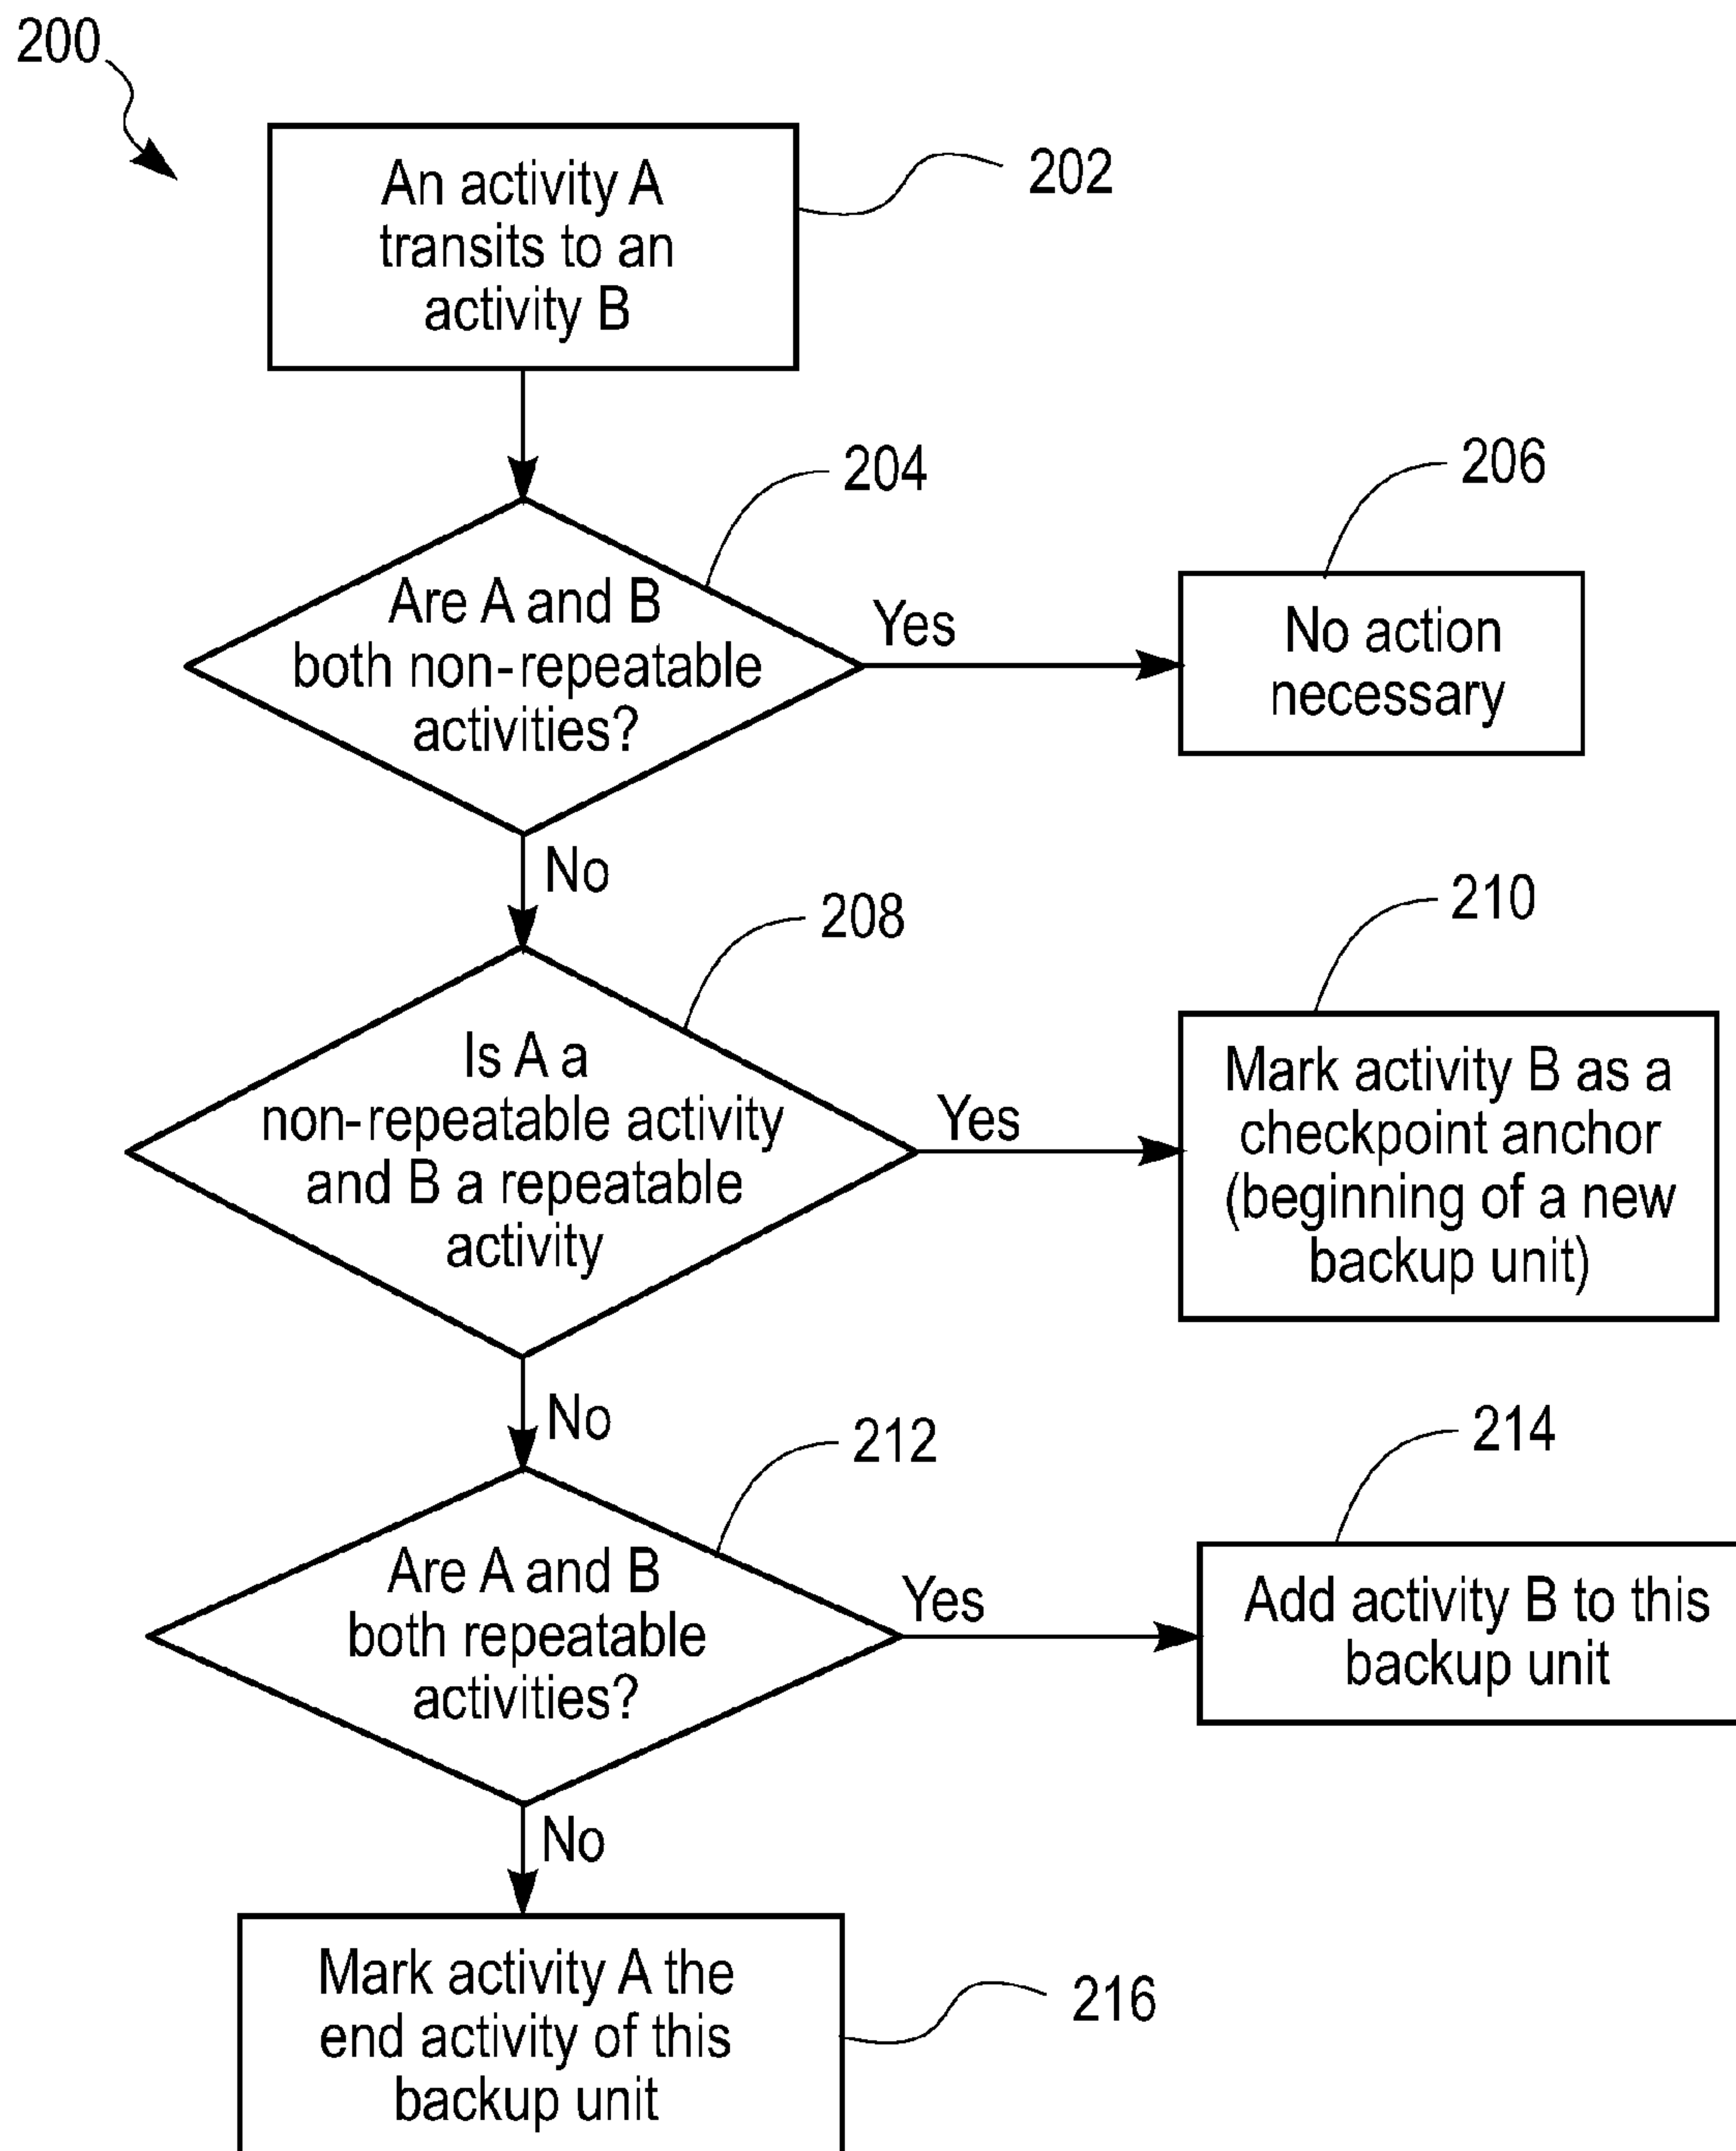 200
An activity A
transits to an
activity B
202
204
Are A and B
both non-repeatable
activities?
Yes
206
No action
necessary
No
208
Is A a
non-repeatable activity
and B a repeatable
activity
Yes
210
Mark activity B as a
checkpoint anchor
(beginning of a new
backup unit)
No
212
Are A and B
both repeatable
activities?
Yes
214
Add activity B to this
backup unit
No
Mark activity A the
end activity of this
backup unit
216